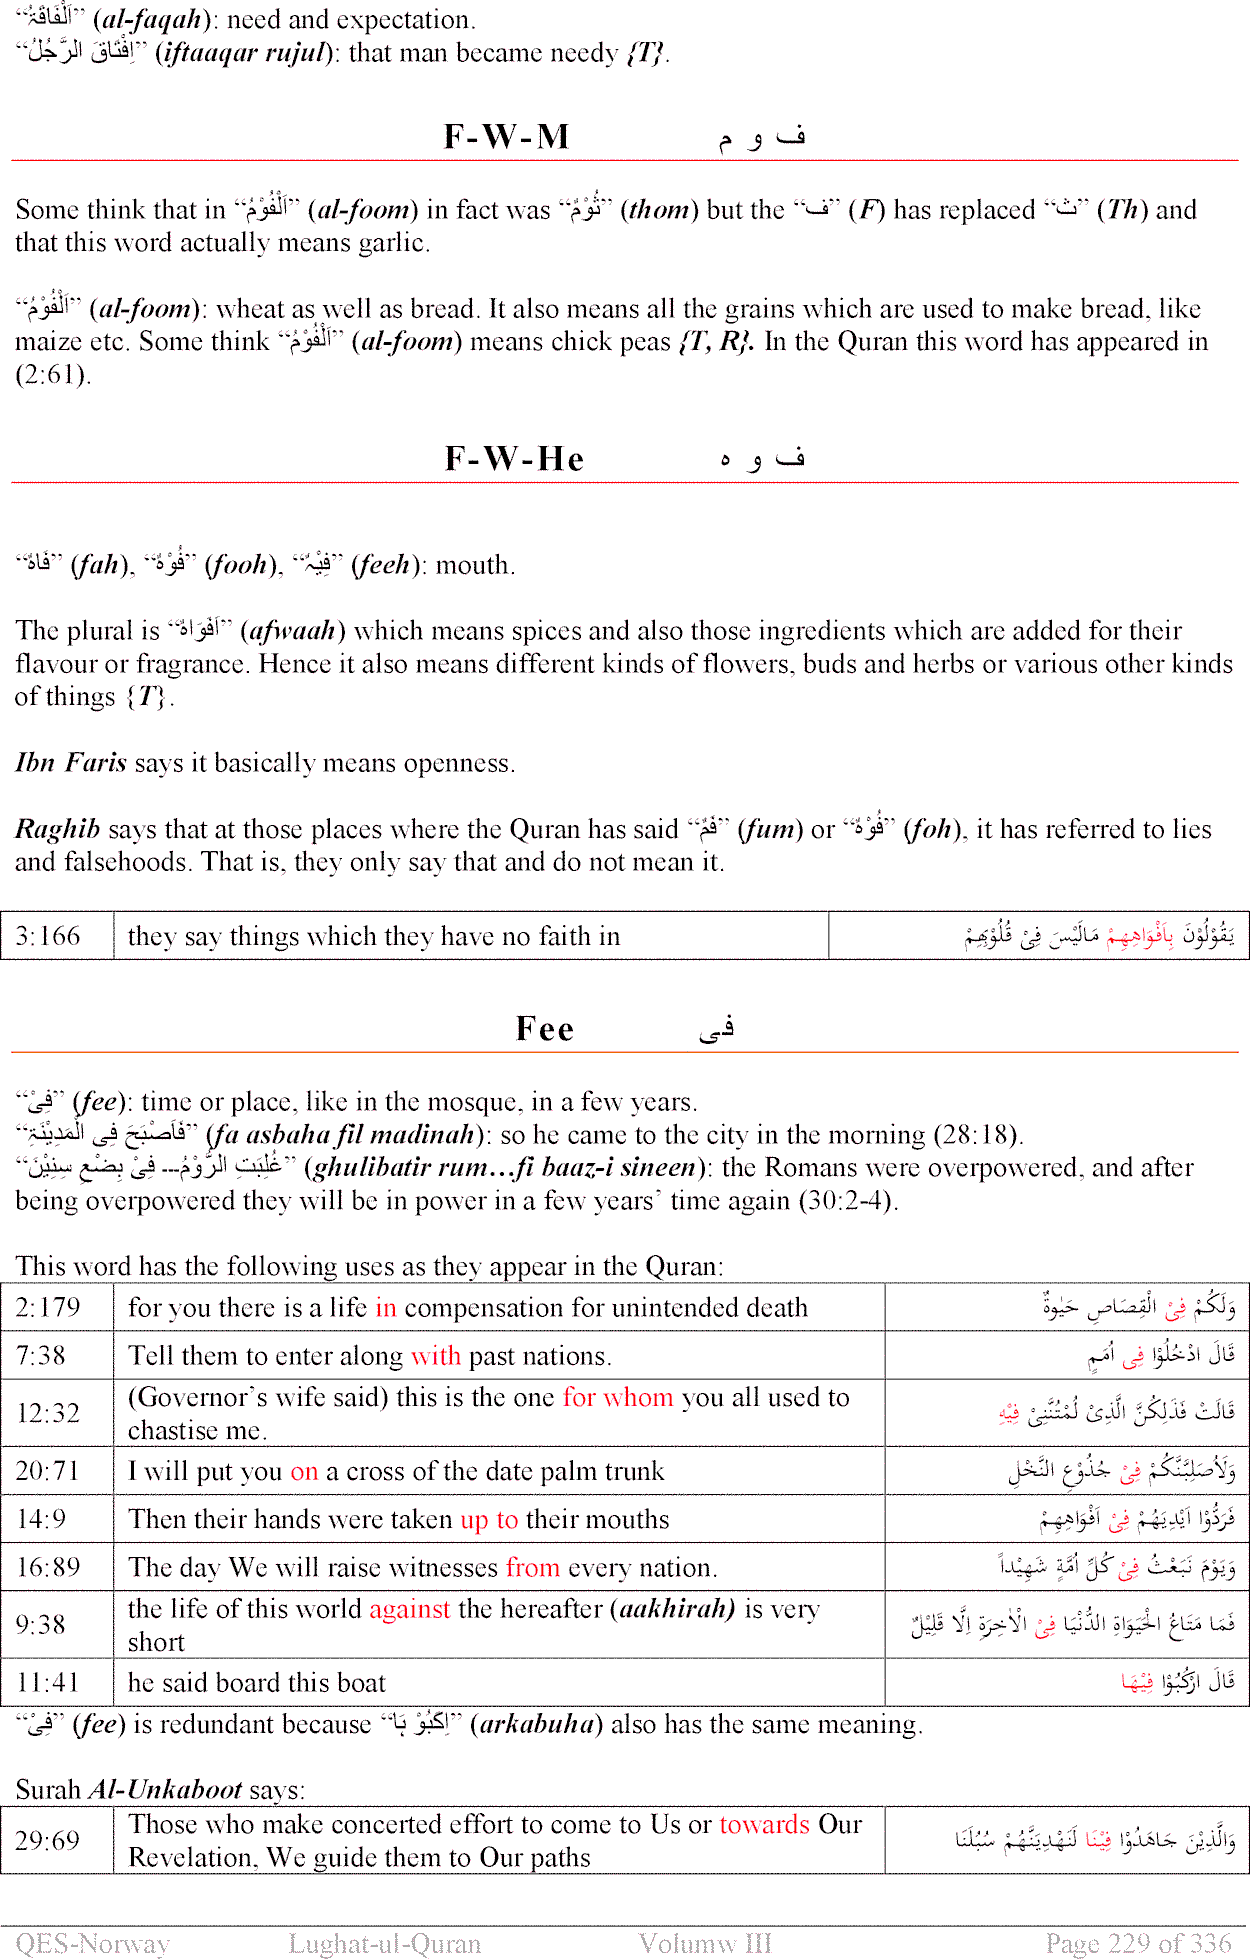 “اَلْفَاقَۃُ” (al-faqah): need and expectation.
“اِفْتَاقَ الرَّجُلُ” (iftaaqar rujul): that man became needy {T}.
F-W-M ف و م
Some think that in “اَلْفُوْمُ” (al-foom) in fact was “ثُوْمٌ” (thom) but the “ف” (F) has replaced “ث” (Th) and
that this word actually means garlic.
“اَلْفُوْمُ” (al-foom): wheat as well as bread. It also means all the grains which are used to make bread, like
maize etc. Some think “اَلْفُوْمُ” (al-foom) means chick peas {T, R}. In the Quran this word has appeared in
(2:61).
F-W-He ف و ہ
“فَاہٌ” (fah), “فُوْہٌ” (fooh), “فِیْہٌ” (feeh): mouth.
The plural is “اَفْوَاہٌ” (afwaah) which means spices and also those ingredients which are added for their
flavour or fragrance. Hence it also means different kinds of flowers, buds and herbs or various other kinds
of things {T}.
Ibn Faris says it basically means openness.
Raghib says that at those places where the Quran has said “فَمٌ” (fum) or “فُوْہٌ” (foh), it has referred to lies
and falsehoods. That is, they only say that and do not mean it.
3:166 they say things which they have no faith in يَقُوْلُوْنَ بِاَفْوَاهِهِمْ مَالَيْسَ فِىْ قُلُوْبِهِمْ
Fee فی
“فِیْ” (fee): time or place, like in the mosque, in a few years.
“فَاَصْبَحَ فِی الْمَدِیْنَۃِ” (fa asbaha fil madinah): so he came to the city in the morning (28:18).
“غُلِبَتِ الرُّوْمُ--- فِیْ بِضْعِ سِنِیْنَ” (ghulibatir rum…fi baaz-i sineen): the Romans were overpowered, and after
being overpowered they will be in power in a few years’ time again (30:2-4).
This word has the following uses as they appear in the Quran:
2:179 for you there is a life in compensation for unintended death وَلَكُمْ فِىْ الْقِصَاصِ حَيٰوةٌ
7:38 Tell them to enter along with past nations. قَالَ ادْخُلُوْا فِى اُمَمٍ
12:32 (Governor’s wife said) this is the one for whom you all used to
chastise me. قَالَتْ فَذٰلِكُنَّ الَّذِىْ لُمْتُنَّنِىْ فِيْهِ
20:71 I will put you on a cross of the date palm trunk وَلَاُصَلِّبَنَّكُمْ فِىْ جُذُوْعِ النَّخْلِ
14:9 Then their hands were taken up to their mouths فَرَدُّوْا اَيْدِيَهُمْ فِىْ اَفْوَاهِهِمْ
16:89 The day We will raise witnesses from every nation. وَيَوْمَ نَبْعَثُ فِىْ كُلِّ اُمَّةٍ شَهِيْداً
9:38 the life of this world against the hereafter (aakhirah) is very
short فَمَا مَتَاعُ الْحَيَوَاةِ الدُّنْيَا فِىْ الْاٰخِرَةِ اِلَّا قَلِيْلٌ
11:41 he said board this boat قَالَ ارْكَبُوْا فِيْهَا
“فِیْ” (fee) is redundant because “اِرْکَبُوْ ہَا” (arkabuha) also has the same meaning.
Surah Al-Unkaboot says:
29:69 Those who make concerted effort to come to Us or towards Our
Revelation, We guide them to Our paths وَالَّذِيْنَ جَاهَدُوْا فِيْنَا لَنَهْدِيَنَّهُمْ سُبُلَنَا
QES-Norway Lughat-ul-Quran Volumw III Page 229 of 336